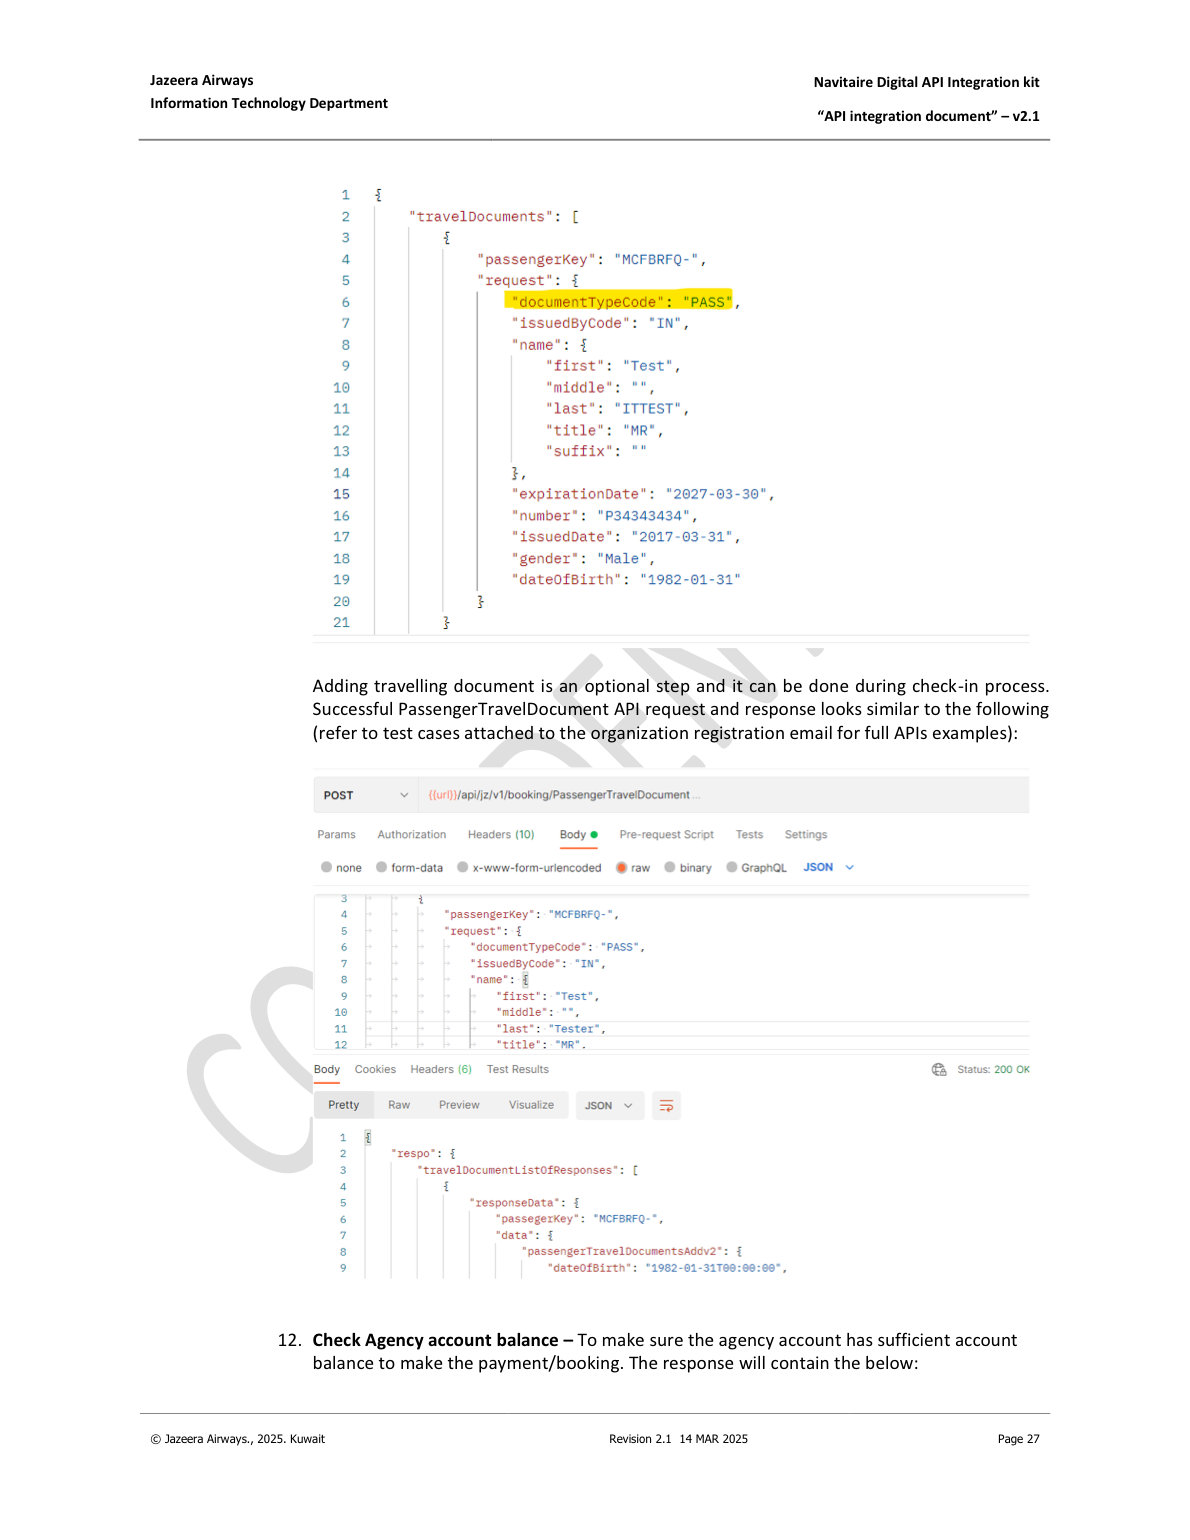 Jazeera Airways
Information Technology Department
Navitaire Digital API Integration kit
“API integration document” – v2.1
1 {
2 "travelDocuments": [
3 {
4 "passengerKey": "MCFBRFQ-",
5 "request": {
6 "documentTypeCode": "PASS",
7 "issuedByCode": "IN",
8 "name": {
9 "first": "Test",
10 "middle": "",
11 "last": "ITTEST",
12 "title": "MR",
13 "suffix": ""
14 },
15 "expirationDate": "2027-03-30",
16 "number": "P34343434",
17 "issuedDate": "2017-03-31",
18 "gender": "Male",
19 "dateOfBirth": "1982-01-31"
20 }
21 }
Adding travelling document is an optional step and it can be done during check-in process.
Successful PassengerTravelDocument API request and response looks similar to the following
(refer to test cases attached to the organization registration email for full APIs examples):
POST {{url}}/api/jz/v1/booking/PassengerTravelDocument ...
Params Authorization Headers (10) Body Pre-request Script Tests Settings
none form-data x-www-form-urlencoded raw binary GraphQL JSON
3 {
4 "passengerKey": "MCFBRFQ-",
5 "request": {
6 "documentTypeCode": "PASS",
7 "issuedByCode": "IN",
8 "name": {
9 "first": "Test",
10 "middle": "",
11 "last": "Tester",
12 "title": "MR",
Body Cookies Headers (6) Test Results Status: 200 OK
Pretty Raw Preview Visualize JSON
1 {
2 "respo": {
3 "travelDocumentListOfResponses": [
4 {
5 "responseData": {
6 "passegerKey": "MCFBRFQ-",
7 "data": {
8 "passengerTravelDocumentsAddv2": {
9 "dateOfBirth": "1982-01-31T00:00:00",
12. Check Agency account balance – To make sure the agency account has sufficient account
balance to make the payment/booking. The response will contain the below:
© Jazeera Airways., 2025. Kuwait
Revision 2.1 14 MAR 2025
Page 27